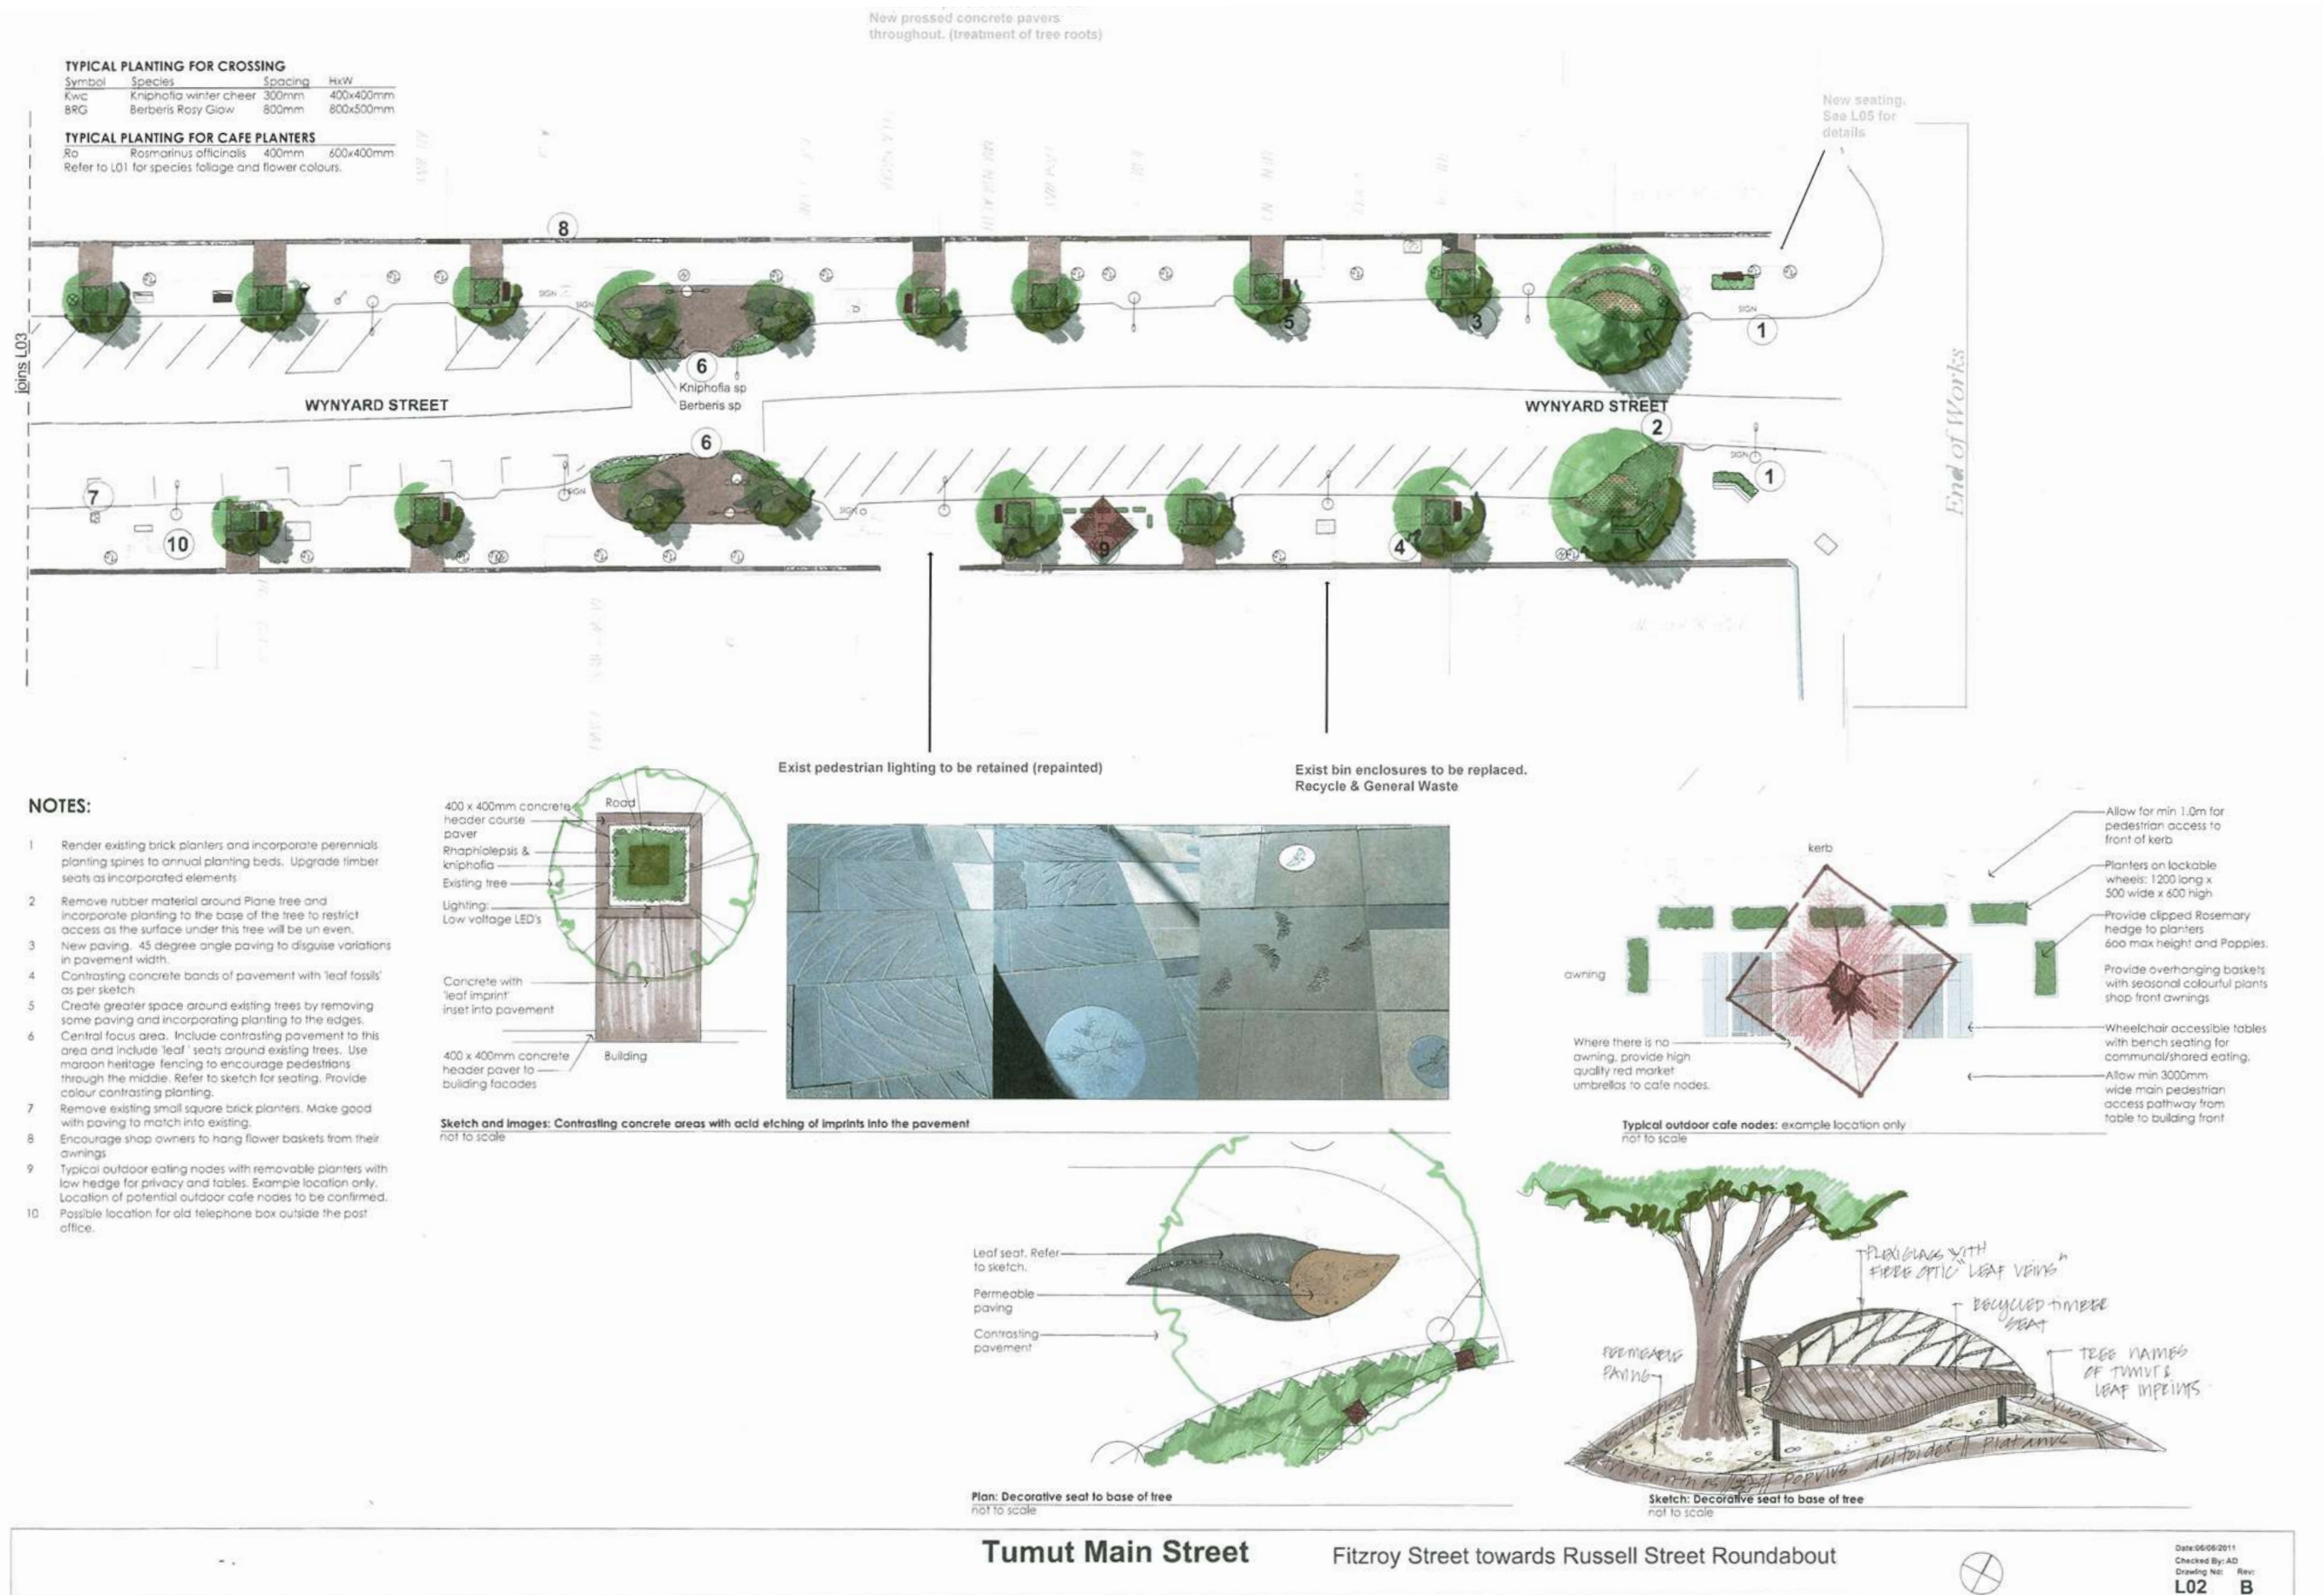 New pressed concrete pavers
throughout. (treatment of tree roots)
TYPICAL PLANTING FOR CROSSING
Symbol Species Spacing HxW
Kwc Kniphofia winter cheer 300mm 400x400mm
BRG Berberis Rosy Glow 800mm 800x500mm
TYPICAL PLANTING FOR CAFE PLANTERS
Ro Rosmarinus officinalis 400mm 600x400mm
Refer to L01 for species foliage and flower colours.
New seating.
See L05 for
details
8
SIGN
SIGN
5
3
SIGN
1
joins L03
6
Kniphofia sp
Berberis sp
WYNYARD STREET
WYNYARD STREET
End of Works
6
2
SIGN
1
7
SIGN
SIGN
10
9
4
Exist pedestrian lighting to be retained (repainted)
Exist bin enclosures to be replaced.
Recycle & General Waste
NOTES:
1 Render existing brick planters and incorporate perennials
planting spines to annual planting beds. Upgrade timber
seats as incorporated elements
2 Remove rubber material around Plane tree and
incorporate planting to the base of the tree to restrict
access as the surface under this tree will be un even.
3 New paving. 45 degree angle paving to disguise variations
in pavement width.
4 Contrasting concrete bands of pavement with 'leaf fossils'
as per sketch
5 Create greater space around existing trees by removing
some paving and incorporating planting to the edges.
6 Central focus area. Include contrasting pavement to this
area and include 'leaf ' seats around existing trees. Use
maroon heritage fencing to encourage pedestrians
through the middle. Refer to sketch for seating. Provide
colour contrasting planting.
7 Remove existing small square brick planters. Make good
with paving to match into existing.
8 Encourage shop owners to hang flower baskets from their
awnings
9 Typical outdoor eating nodes with removable planters with
low hedge for privacy and tables. Example location only.
Location of potential outdoor cafe nodes to be confirmed.
10 Possible location for old telephone box outside the post
office.
400 x 400mm concrete
header course
paver
Rhaphiolepsis &
kniphofia
Existing tree
Lighting:
Low voltage LED's
Concrete with
'leaf imprint'
inset into pavement
400 x 400mm concrete
header paver to
building facades
Road
Building
Sketch and images: Contrasting concrete areas with acid etching of imprints into the pavement
not to scale
kerb
awning
Where there is no
awning, provide high
quality red market
umbrellas to cafe nodes.
Allow for min 1.0m for
pedestrian access to
front of kerb
Planters on lockable
wheels: 1200 long x
500 wide x 600 high
Provide clipped Rosemary
hedge to planters
600 max height and Poppies.
Provide overhanging baskets
with seasonal colourful plants
shop front awnings
Wheelchair accessible tables
with bench seating for
communal/shared eating.
Allow min 3000mm
wide main pedestrian
access pathway from
table to building front
Typical outdoor cafe nodes: example location only
not to scale
Leaf seat. Refer
to sketch.
Permeable
paving
Contrasting
pavement
Plan: Decorative seat to base of tree
not to scale
PLEXIGLASS WITH
FIBRE OPTIC "LEAF VEINS"
RECYCLED TIMBER
SEAT
PERMEABLE
PAVING
TREE NAMES
OF TUMUT &
LEAF IMPRINTS
Populus deltoides || Platanus
Sketch: Decorative seat to base of tree
not to scale
Tumut Main Street
Fitzroy Street towards Russell Street Roundabout
Date:06/06/2011
Checked By: AD
Drawing No: Rev:
L02 B